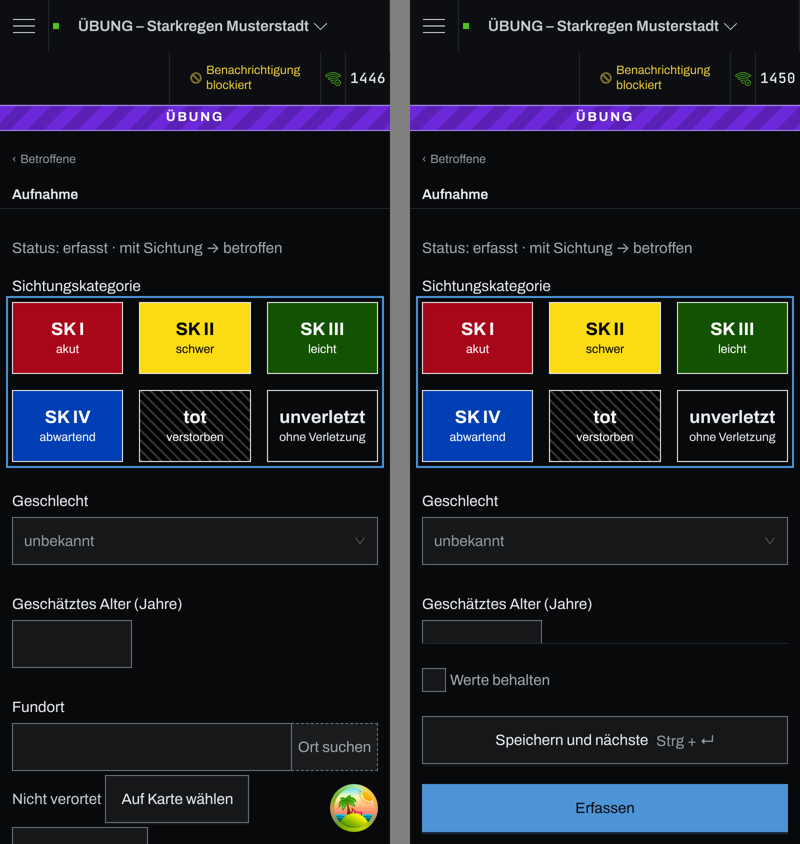 ÜBUNG – Starkregen Musterstadt
Benachrichtigung
blockiert
1446
ÜBUNG
‹ Betroffene
Aufnahme
Status: erfasst · mit Sichtung → betroffen
Sichtungskategorie
SK I
akut
SK II
schwer
SK III
leicht
SK IV
abwartend
tot
verstorben
unverletzt
ohne Verletzung
Geschlecht
unbekannt
Geschätztes Alter (Jahre)
Fundort
Ort suchen
Nicht verortet
Auf Karte wählen
ÜBUNG – Starkregen Musterstadt
Benachrichtigung
blockiert
1450
ÜBUNG
‹ Betroffene
Aufnahme
Status: erfasst · mit Sichtung → betroffen
Sichtungskategorie
SK I
akut
SK II
schwer
SK III
leicht
SK IV
abwartend
tot
verstorben
unverletzt
ohne Verletzung
Geschlecht
unbekannt
Geschätztes Alter (Jahre)
Werte behalten
Speichern und nächste Strg + ↵
Erfassen